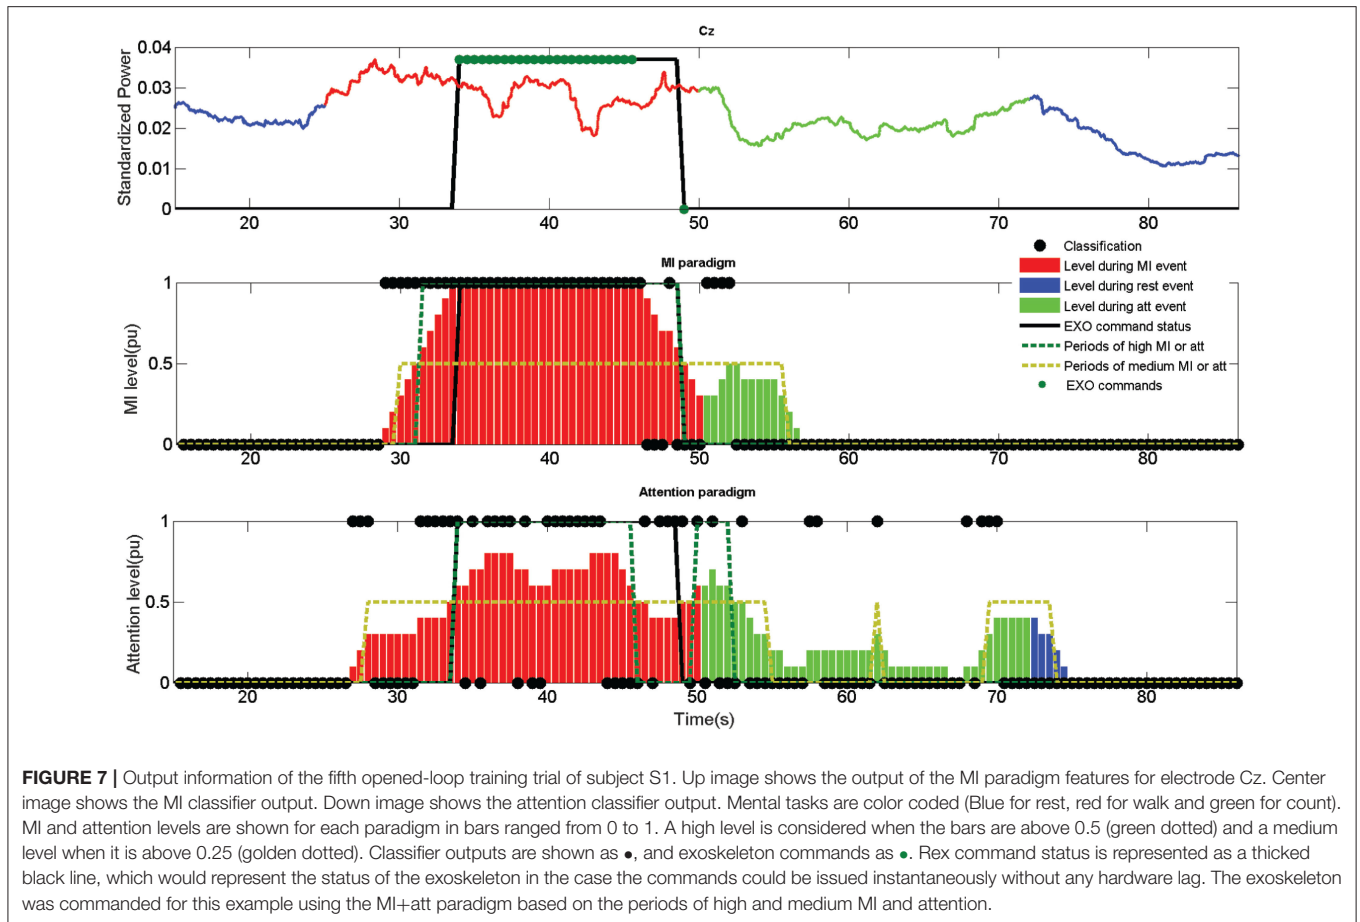 Cz
0.04
0.03
0.02
0.01
0
Standardized Power
20 30 40 50 60 70 80
MI paradigm
1
0.5
0
MI level(pu)
20 30 40 50 60 70 80
Classification
Level during MI event
Level during rest event
Level during att event
EXO command status
Periods of high MI or att
Periods of medium MI or att
EXO commands
Attention paradigm
1
0.5
0
Attention level(pu)
20 30 40 50 60 70 80
Time(s)
FIGURE 7 | Output information of the fifth opened-loop training trial of subject S1. Up image shows the output of the MI paradigm features for electrode Cz. Center
image shows the MI classifier output. Down image shows the attention classifier output. Mental tasks are color coded (Blue for rest, red for walk and green for count).
MI and attention levels are shown for each paradigm in bars ranged from 0 to 1. A high level is considered when the bars are above 0.5 (green dotted) and a medium
level when it is above 0.25 (golden dotted). Classifier outputs are shown as •, and exoskeleton commands as •. Rex command status is represented as a thicked
black line, which would represent the status of the exoskeleton in the case the commands could be issued instantaneously without any hardware lag. The exoskeleton
was commanded for this example using the MI+att paradigm based on the periods of high and medium MI and attention.